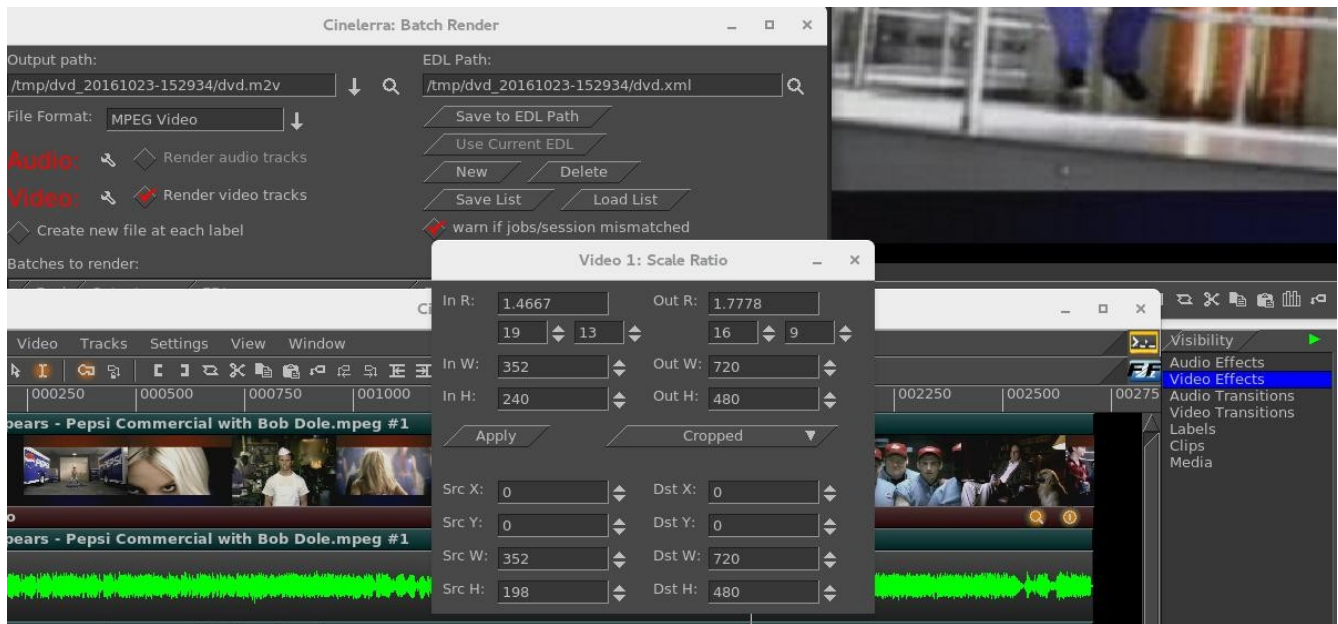 Cinelerra: Batch Render
Output path:
EDL Path:
/tmp/dvd_20161023-152934/dvd.m2v
/tmp/dvd_20161023-152934/dvd.xml
File Format: MPEG Video
Save to EDL Path
Use Current EDL
Audio: Render audio tracks
New Delete
Video: Render video tracks
Save List Load List
Create new file at each label
warn if jobs/session mismatched
Batches to render:
Video 1: Scale Ratio
In R: 1.4667 Out R: 1.7778
19 13 16 9
In W: 352 Out W: 720
In H: 240 Out H: 480
Apply Cropped
Src X: 0 Dst X: 0
Src Y: 0 Dst Y: 0
Src W: 352 Dst W: 720
Src H: 198 Dst H: 480
Ci
Video Tracks Settings View Window
000250 000500 000750 001000 002250 002500 00275
pears - Pepsi Commercial with Bob Dole.mpeg #1
pears - Pepsi Commercial with Bob Dole.mpeg #1
Visibility
Audio Effects
Video Effects
Audio Transitions
Video Transitions
Labels
Clips
Media